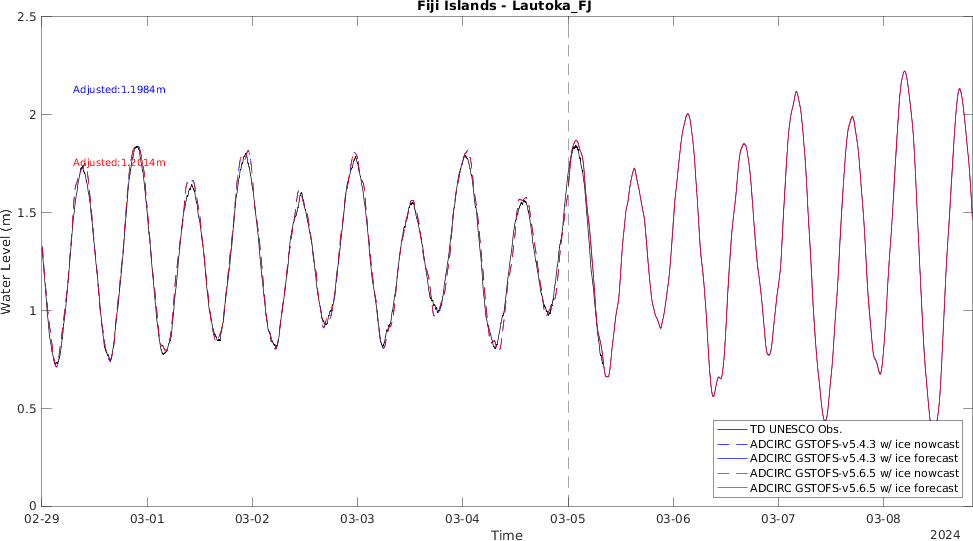 Fiji Islands - Lautoka_FJ
2.5
Adjusted:1.1984m
2
Adjusted:1.2014m
1.5
Water Level (m)
1
0.5
0
TD UNESCO Obs.
ADCIRC GSTOFS-v5.4.3 w/ ice nowcast
ADCIRC GSTOFS-v5.4.3 w/ ice forecast
ADCIRC GSTOFS-v5.6.5 w/ ice nowcast
ADCIRC GSTOFS-v5.6.5 w/ ice forecast
02-29 03-01 03-02 03-03 03-04 03-05 03-06 03-07 03-08
Time
2024